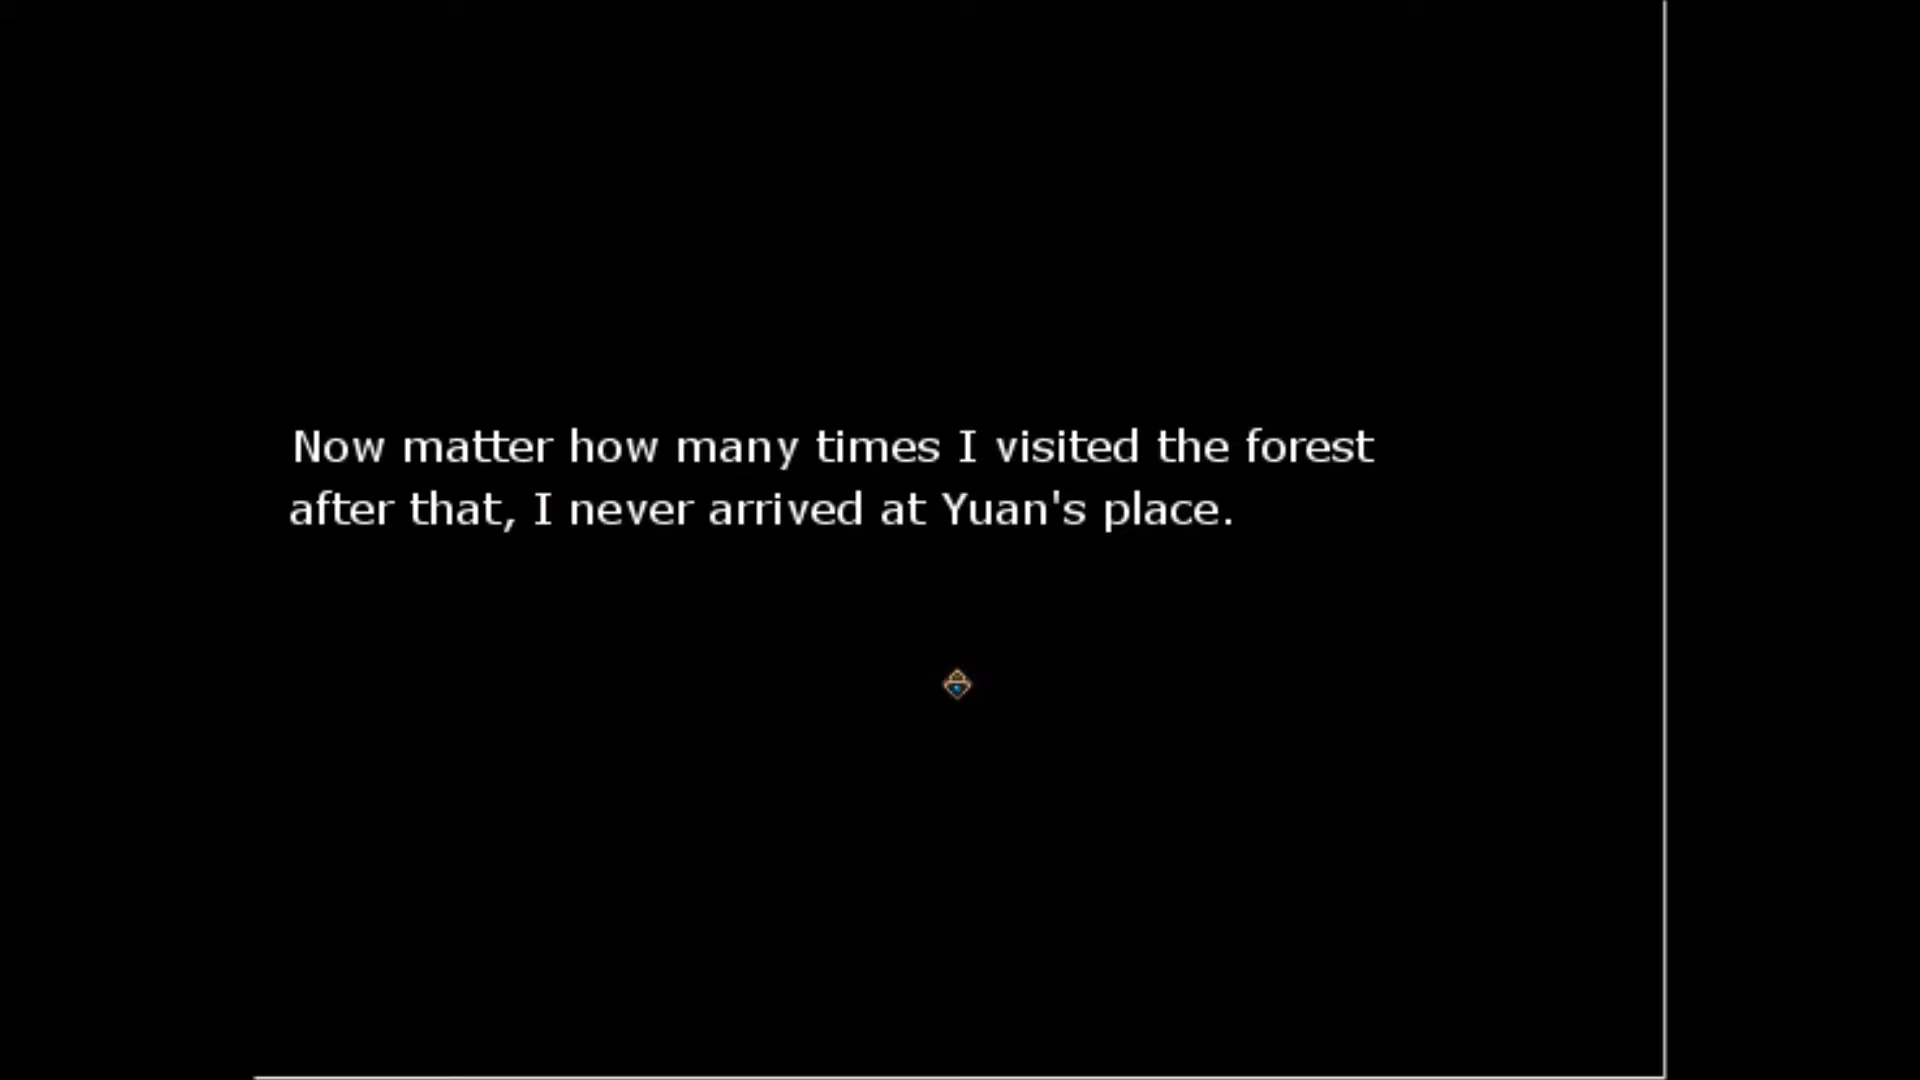 Now matter how many times I visited the forest
after that, I never arrived at Yuan's place.